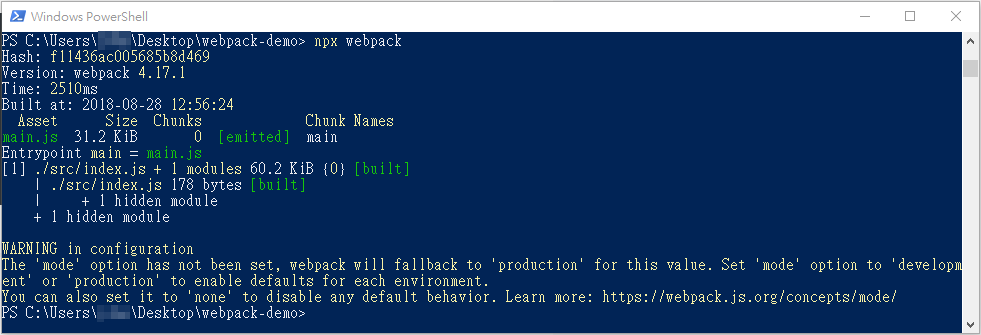 Windows PowerShell
PS C:\Users\ \Desktop\webpack-demo> npx webpack
Hash: f11436ac005685b8d469
Version: webpack 4.17.1
Time: 2510ms
Built at: 2018-08-28 12:56:24
  Asset      Size  Chunks             Chunk Names
main.js  31.2 KiB       0  [emitted]  main
Entrypoint main = main.js
[1] ./src/index.js + 1 modules 60.2 KiB {0} [built]
    | ./src/index.js 178 bytes [built]
    |     + 1 hidden module
    + 1 hidden module
WARNING in configuration
The 'mode' option has not been set, webpack will fallback to 'production' for this value. Set 'mode' option to 'developm
ent' or 'production' to enable defaults for each environment.
You can also set it to 'none' to disable any default behavior. Learn more: https://webpack.js.org/concepts/mode/
PS C:\Users\ \Desktop\webpack-demo>